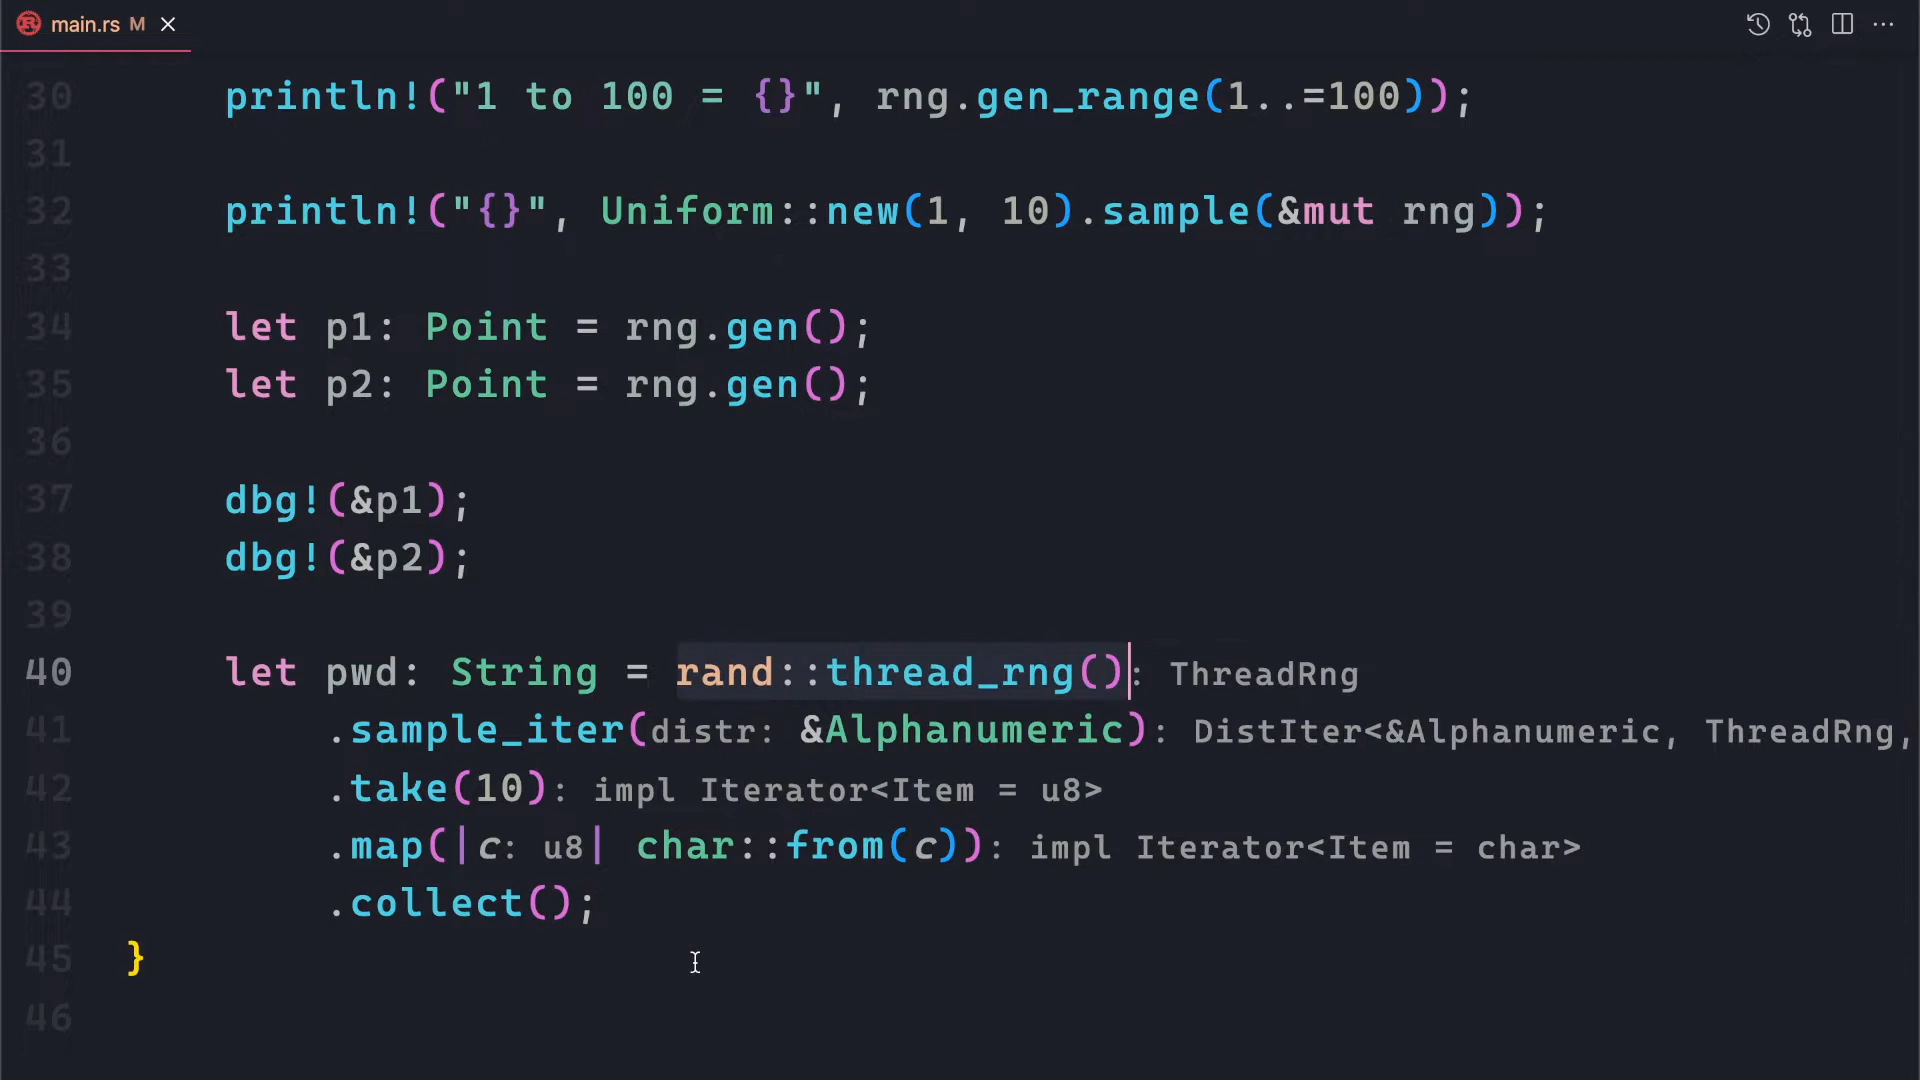 main.rs M
30 println!("1 to 100 = {}", rng.gen_range(1..=100));
31
32 println!("{}", Uniform::new(1, 10).sample(&mut rng));
33
34 let p1: Point = rng.gen();
35 let p2: Point = rng.gen();
36
37 dbg!(&p1);
38 dbg!(&p2);
39
40 let pwd: String = rand::thread_rng(): ThreadRng
41 .sample_iter(distr: &Alphanumeric): DistIter<&Alphanumeric, ThreadRng,
42 .take(10): impl Iterator<Item = u8>
43 .map(|c: u8| char::from(c)): impl Iterator<Item = char>
44 .collect();
45 }
46